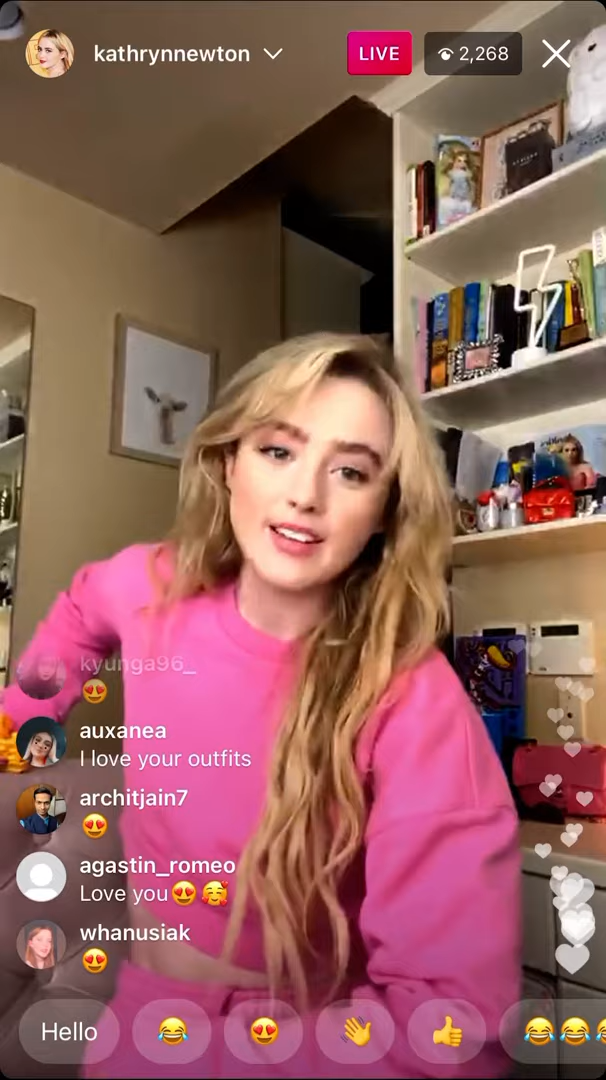 kathrynnewton
LIVE
2,268
kyunga96_
😍
auxanea
I love your outfits
architjain7
😍
agastin_romeo
Love you😍🥰
whanusiak
😍
Hello
😂
😍
👋
👍
😂😂